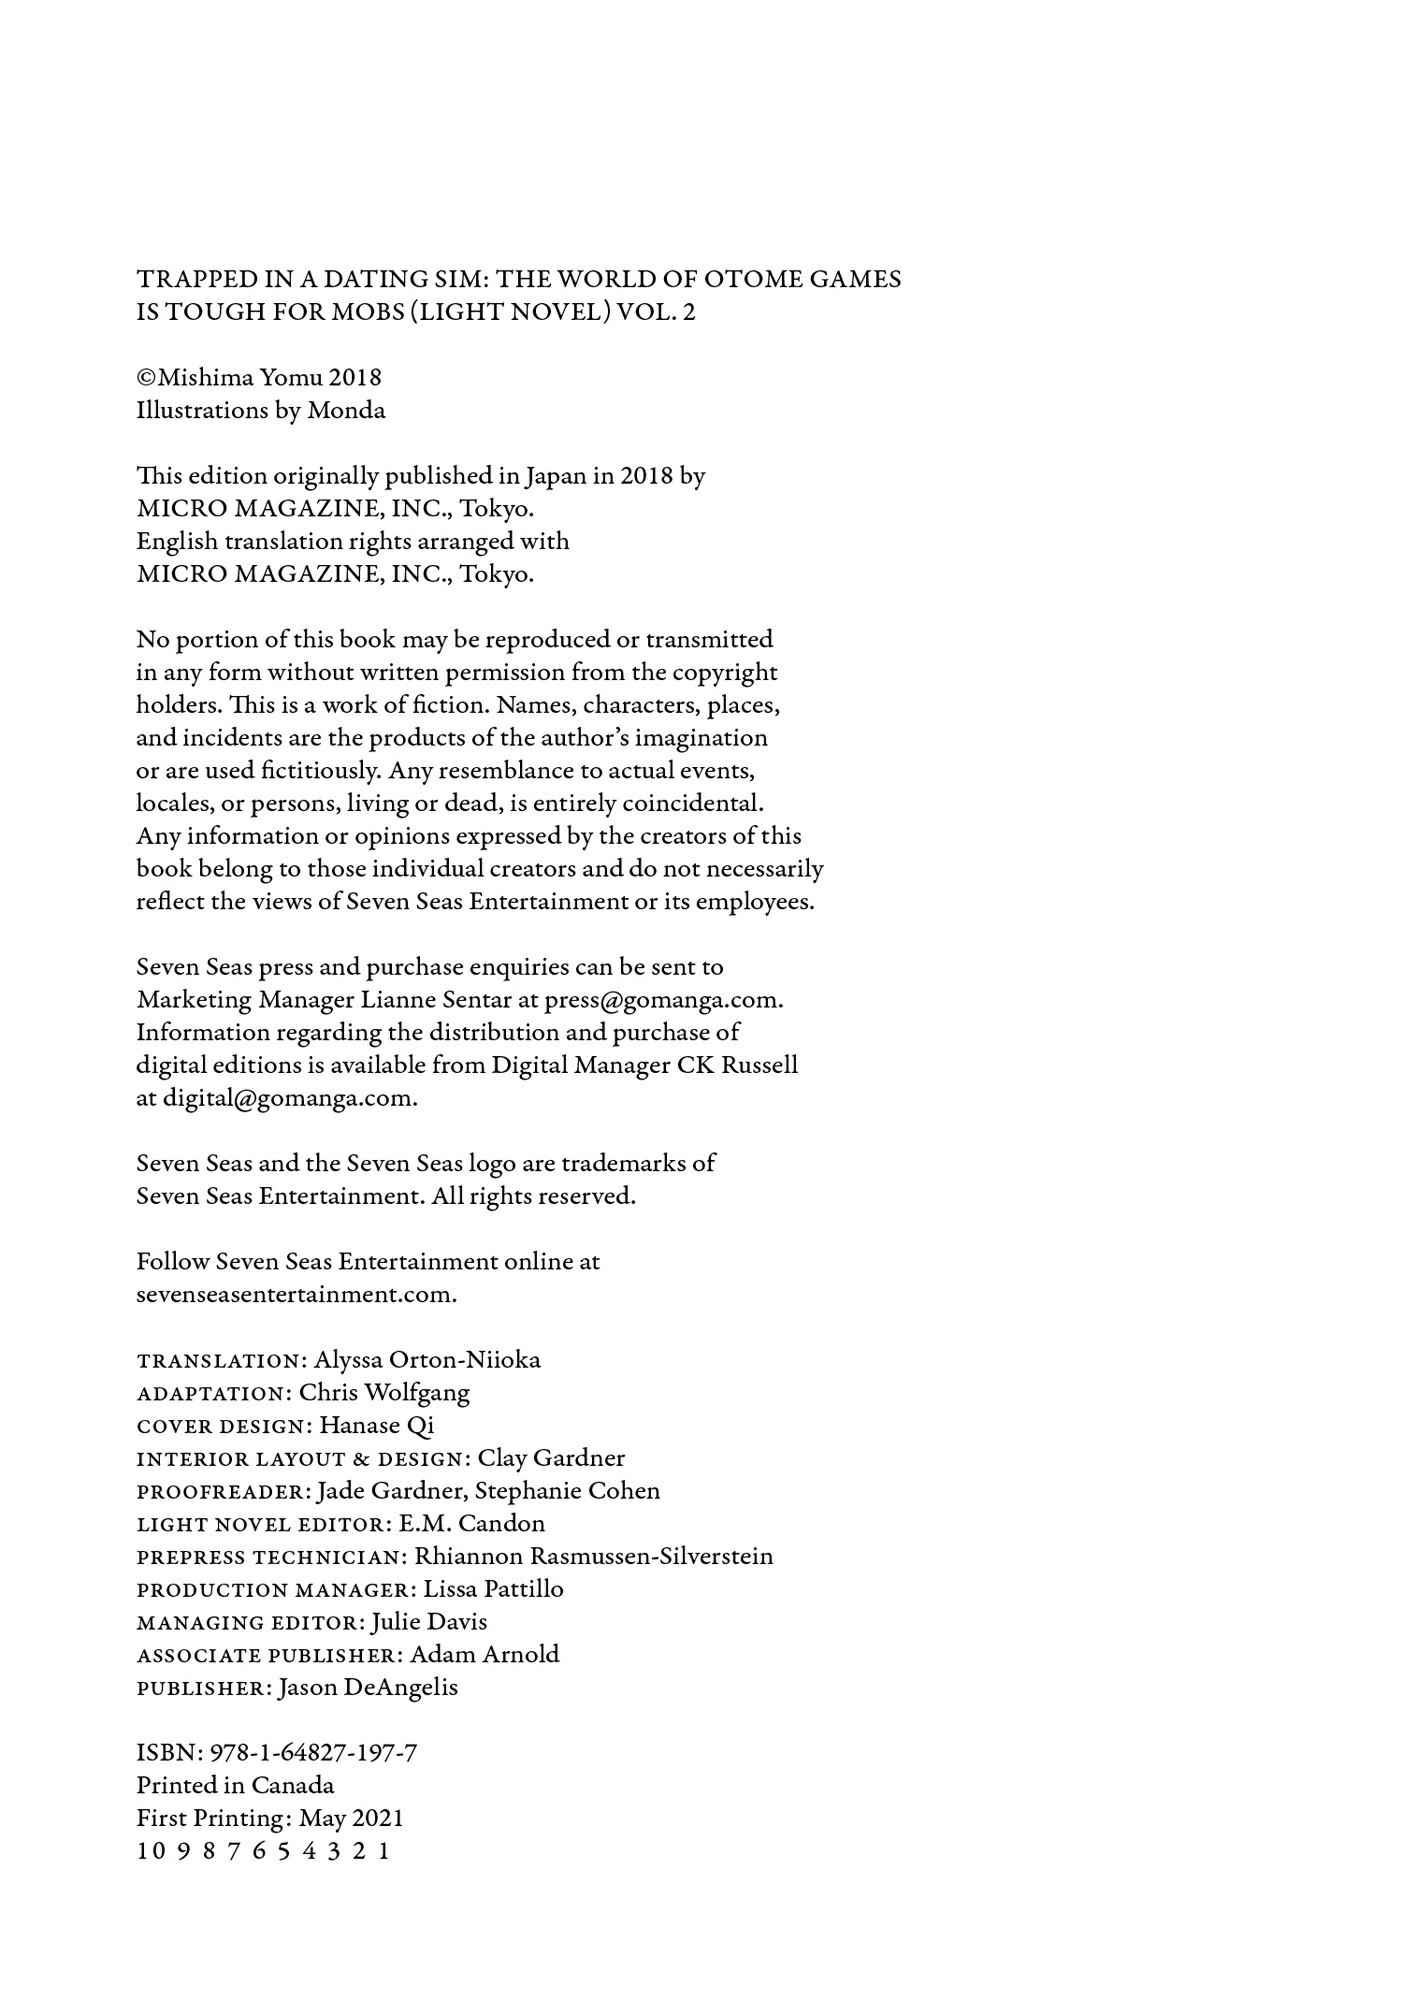 TRAPPED IN A DATING SIM: THE WORLD OF OTOME GAMES
IS TOUGH FOR MOBS (LIGHT NOVEL) VOL. 2
©Mishima Yomu 2018
Illustrations by Monda
This edition originally published in Japan in 2018 by
MICRO MAGAZINE, INC., Tokyo.
English translation rights arranged with
MICRO MAGAZINE, INC., Tokyo.
No portion of this book may be reproduced or transmitted
in any form without written permission from the copyright
holders. This is a work of fiction. Names, characters, places,
and incidents are the products of the author’s imagination
or are used fictitiously. Any resemblance to actual events,
locales, or persons, living or dead, is entirely coincidental.
Any information or opinions expressed by the creators of this
book belong to those individual creators and do not necessarily
reflect the views of Seven Seas Entertainment or its employees.
Seven Seas press and purchase enquiries can be sent to
Marketing Manager Lianne Sentar at press@gomanga.com.
Information regarding the distribution and purchase of
digital editions is available from Digital Manager CK Russell
at digital@gomanga.com.
Seven Seas and the Seven Seas logo are trademarks of
Seven Seas Entertainment. All rights reserved.
Follow Seven Seas Entertainment online at
sevenseasentertainment.com.
TRANSLATION: Alyssa Orton-Niioka
ADAPTATION: Chris Wolfgang
COVER DESIGN: Hanase Qi
INTERIOR LAYOUT & DESIGN: Clay Gardner
PROOFREADER: Jade Gardner, Stephanie Cohen
LIGHT NOVEL EDITOR: E.M. Candon
PREPRESS TECHNICIAN: Rhiannon Rasmussen-Silverstein
PRODUCTION MANAGER: Lissa Pattillo
MANAGING EDITOR: Julie Davis
ASSOCIATE PUBLISHER: Adam Arnold
PUBLISHER: Jason DeAngelis
ISBN: 978-1-64827-197-7
Printed in Canada
First Printing: May 2021
10 9 8 7 6 5 4 3 2 1